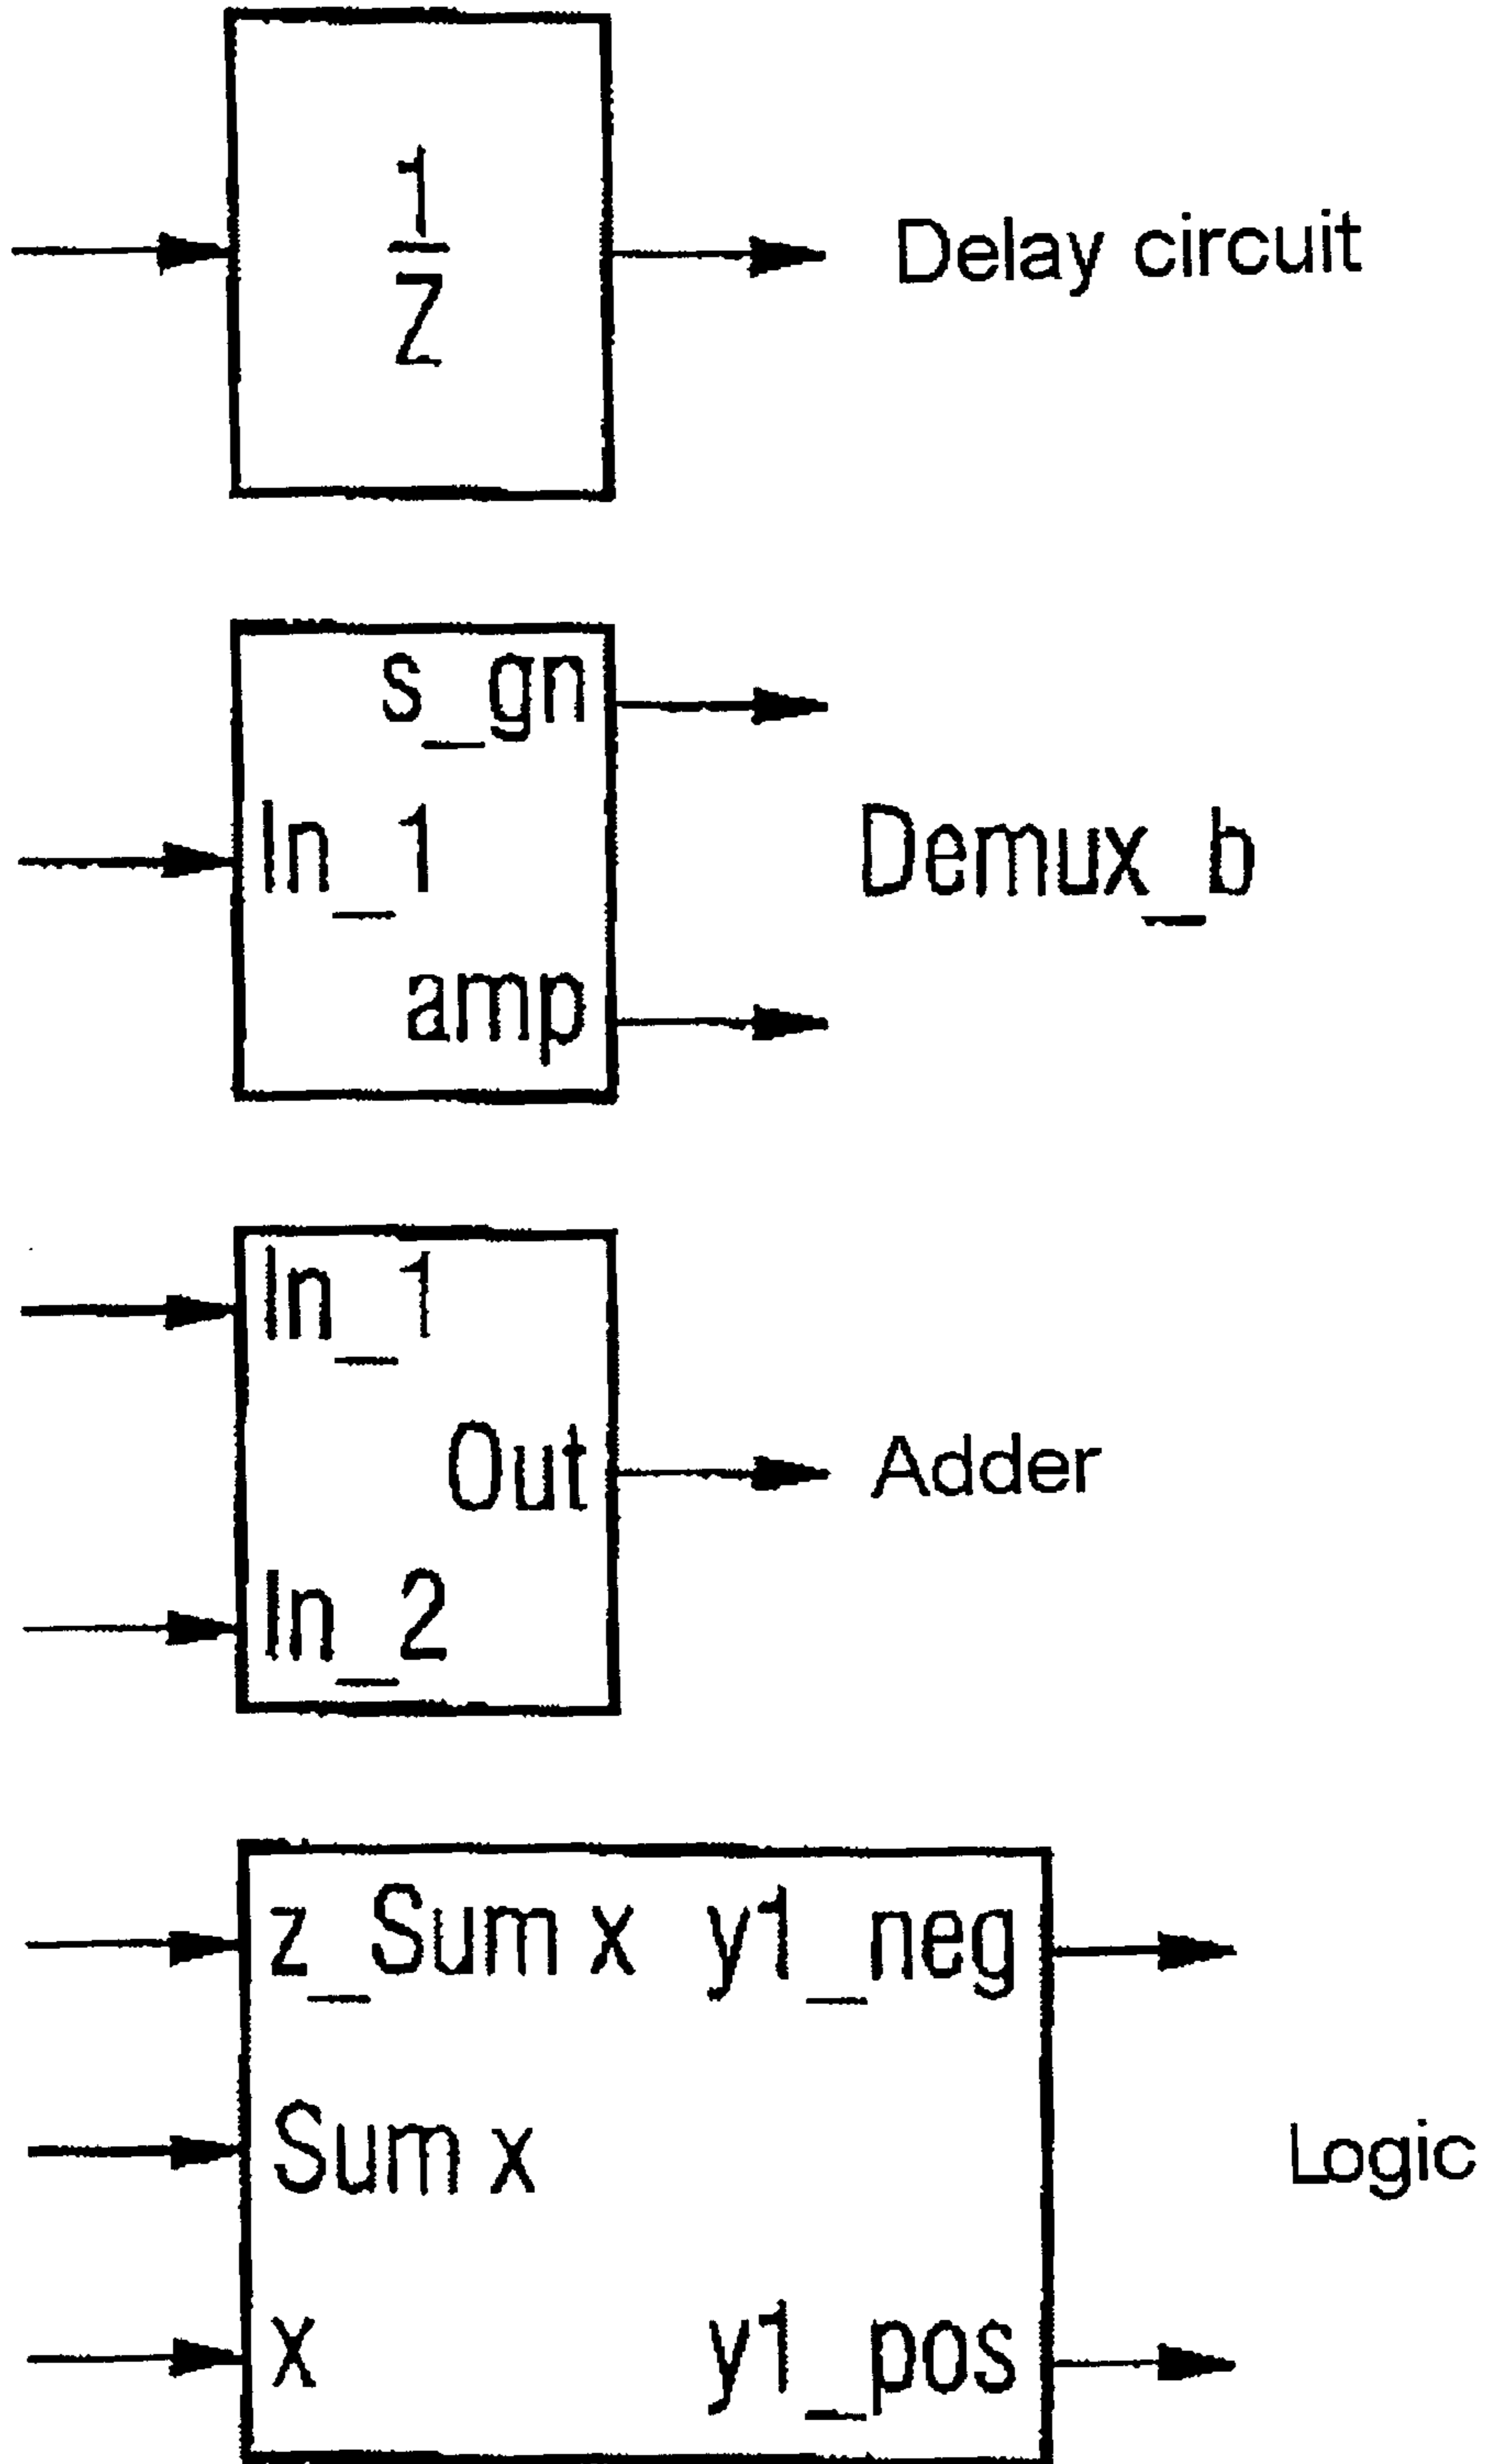 1
Z
Delay circuit
s_gn
In_1
Demux_b
amp
In_1
Out
Adder
In_2
z_Sum x y1_neg
Sum x
Logic
x y1_pos